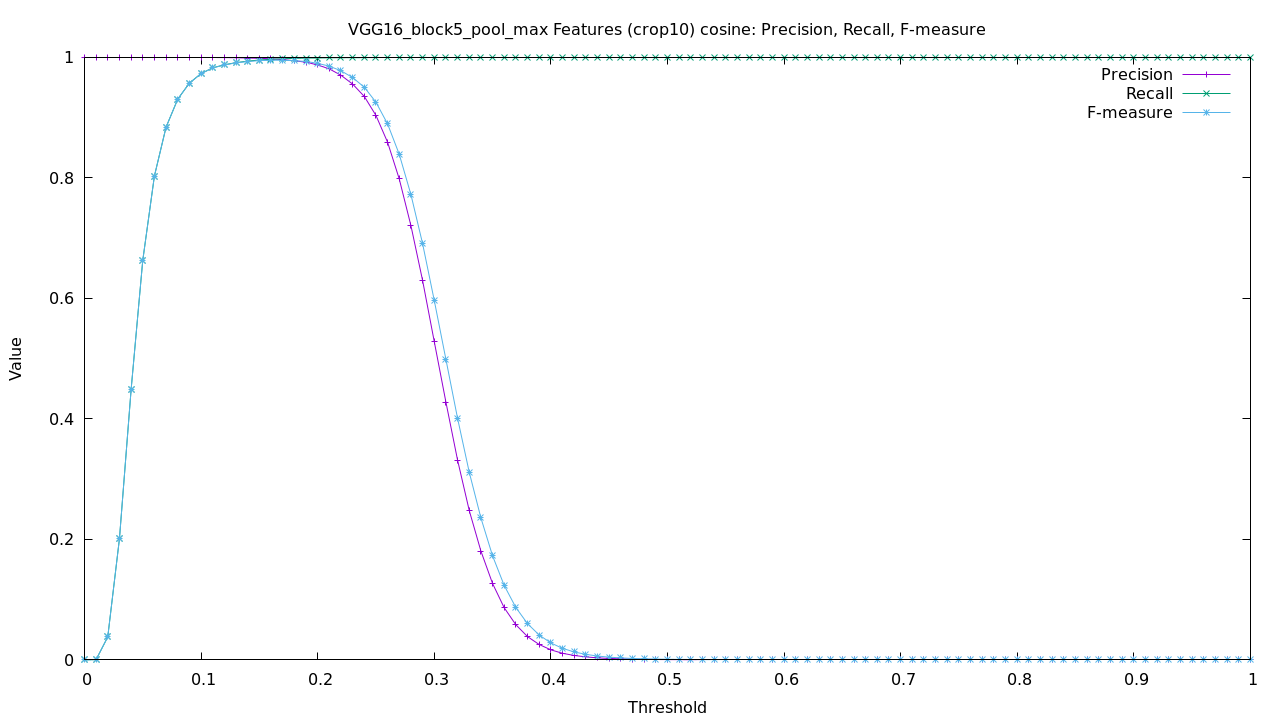 VGG16_block5_pool_max Features (crop10) cosine: Precision, Recall, F-measure
1
0.8
0.6
0.4
0.2
0
Value
Precision
Recall
F-measure
0 0.1 0.2 0.3 0.4 0.5 0.6 0.7 0.8 0.9 1
Threshold